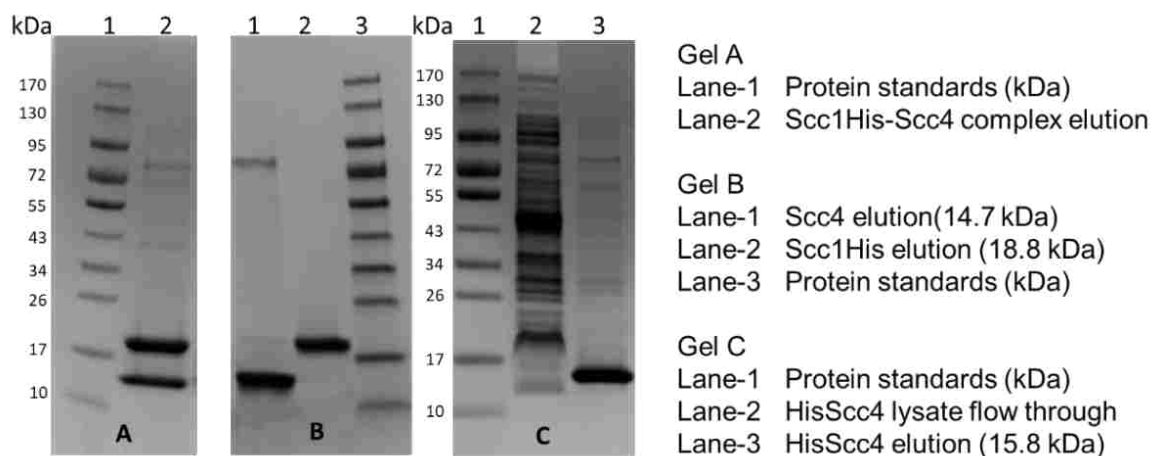 kDa 1 2
170
130
95
72
55
43
34
26
17
10
A
1 2 3
B
kDa 1 2 3
170
130
95
72
55
43
34
26
17
10
C
Gel A
Lane-1 Protein standards (kDa)
Lane-2 Scc1His-Scc4 complex elution
Gel B
Lane-1 Scc4 elution(14.7 kDa)
Lane-2 Scc1His elution (18.8 kDa)
Lane-3 Protein standards (kDa)
Gel C
Lane-1 Protein standards (kDa)
Lane-2 HisScc4 lysate flow through
Lane-3 HisScc4 elution (15.8 kDa)